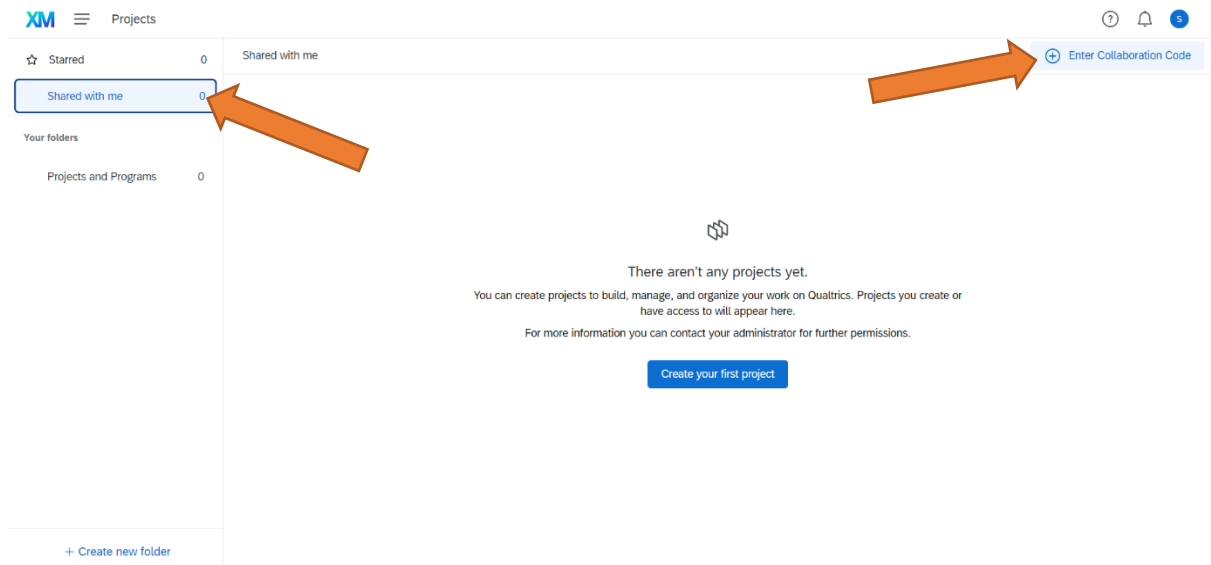 XM Projects
?
S
Starred 0
Shared with me 0
Your folders
Projects and Programs 0
+ Create new folder
Shared with me
Enter Collaboration Code
There aren't any projects yet.
You can create projects to build, manage, and organize your work on Qualtrics. Projects you create or
have access to will appear here.
For more information you can contact your administrator for further permissions.
Create your first project